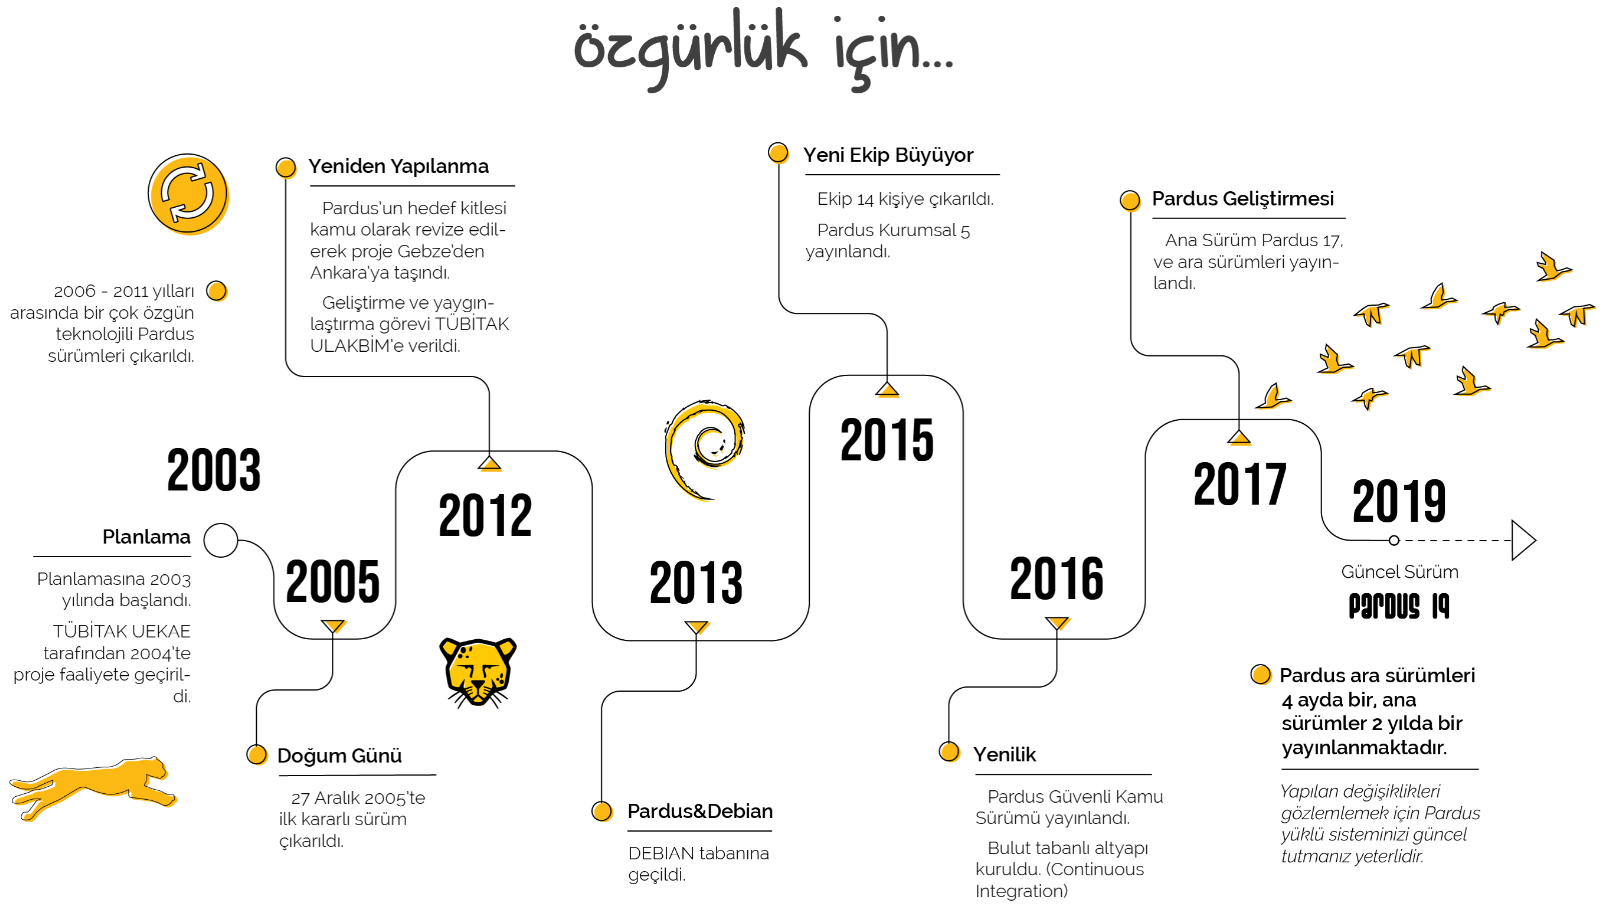 özgürlük için...
2003
Planlama
Planlamasına 2003
yılında başlandı.
TÜBİTAK UEKAE
tarafından 2004'te
proje faaliyete geçiril-
di.
2005
Doğum Günü
27 Aralık 2005'te
ilk kararlı sürüm
çıkarıldı.
2006 - 2011 yılları
arasında bir çok özgün
teknolojili Pardus
sürümleri çıkarıldı.
2012
Yeniden Yapılanma
Pardus'un hedef kitlesi
kamu olarak revize edil-
erek proje Gebze'den
Ankara'ya taşındı.
Geliştirme ve yaygın-
laştırma görevi TÜBİTAK
ULAKBİM'e verildi.
2013
Pardus&Debian
DEBIAN tabanına
geçildi.
2015
Yeni Ekip Büyüyor
Ekip 14 kişiye çıkarıldı.
Pardus Kurumsal 5
yayınlandı.
2016
Yenilik
Pardus Güvenli Kamu
Sürümü yayınlandı.
Bulut tabanlı altyapı
kuruldu. (Continuous
Integration)
2017
Pardus Geliştirmesi
Ana Sürüm Pardus 17,
ve ara sürümleri yayın-
landı.
2019
Güncel Sürüm
PARDUS 19
Pardus ara sürümleri
4 ayda bir, ana
sürümler 2 yılda bir
yayınlanmaktadır.
Yapılan değişiklikleri
gözlemlemek için Pardus
yüklü sisteminizi güncel
tutmanız yeterlidir.